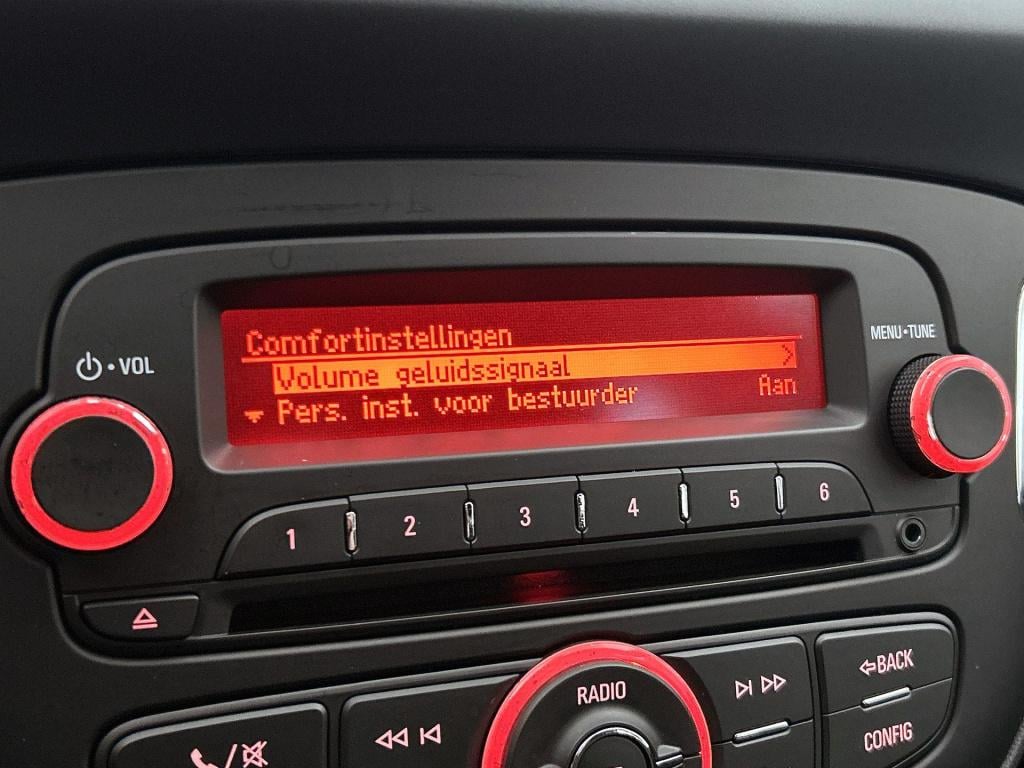 Comfortinstellingen
Volume geluidssignaal >
Pers. inst. voor bestuurder Aan
VOL
MENU•TUNE
1 2 3 4 5 6
RADIO
BACK
CONFIG